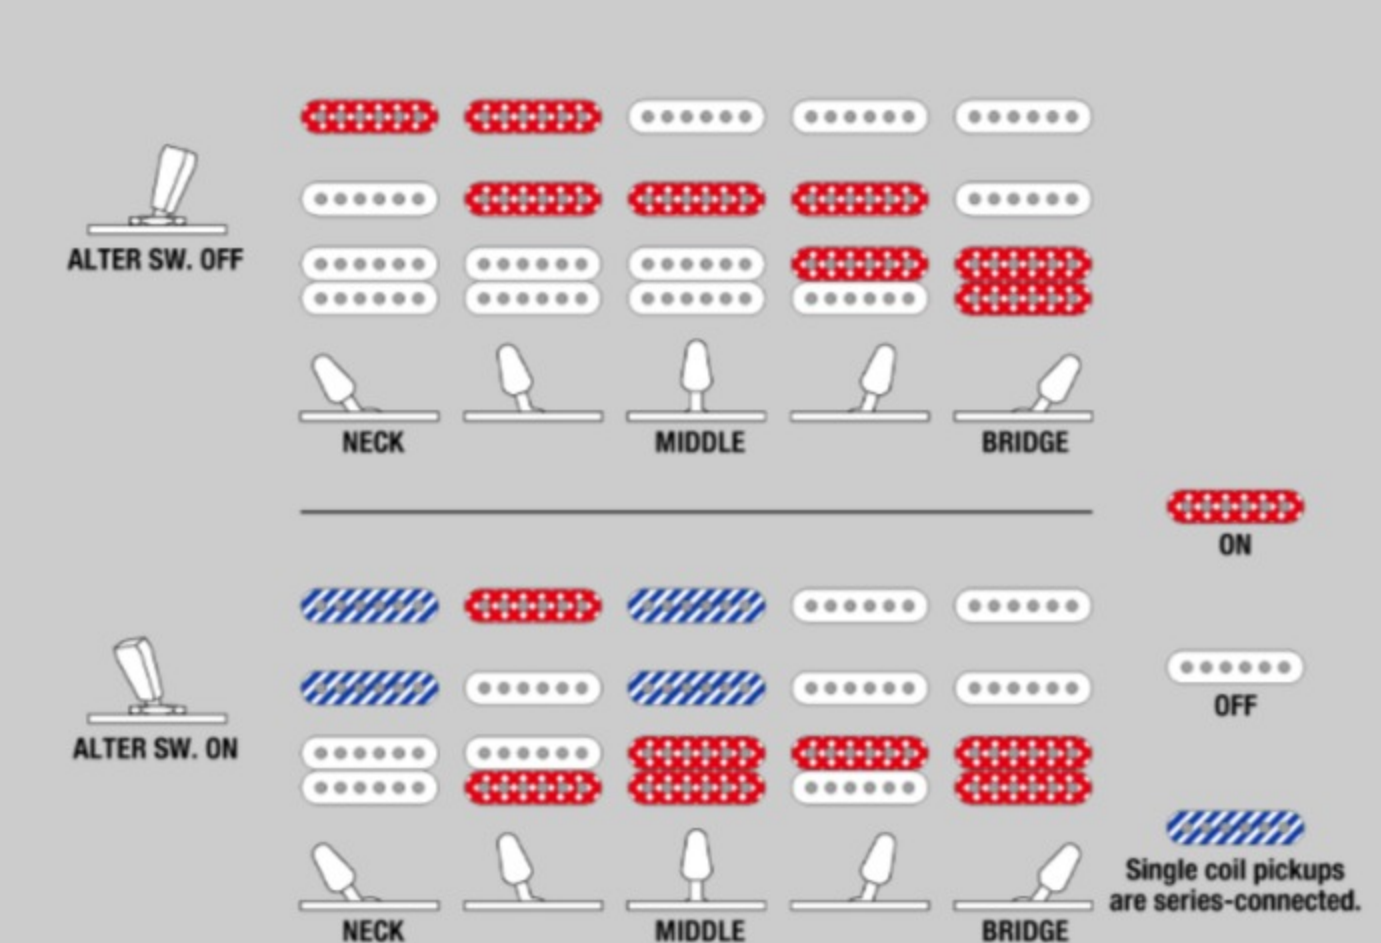 ALTER SW. OFF
NECK
MIDDLE
BRIDGE
ON
ALTER SW. ON
OFF
Single coil pickups
are series-connected.
NECK
MIDDLE
BRIDGE